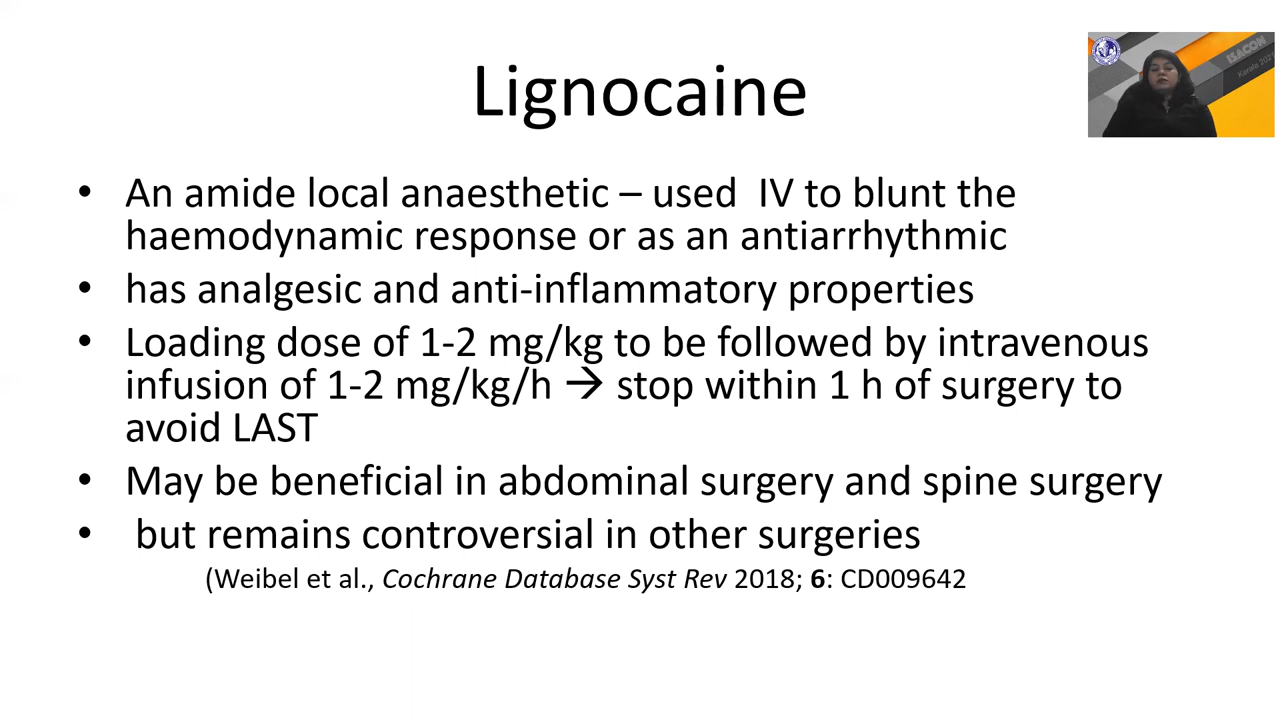 Lignocaine
ISACON
Kerala 2021
• An amide local anaesthetic – used  IV to blunt the
haemodynamic response or as an antiarrhythmic
• has analgesic and anti-inflammatory properties
• Loading dose of 1-2 mg/kg to be followed by intravenous
infusion of 1-2 mg/kg/h → stop within 1 h of surgery to
avoid LAST
• May be beneficial in abdominal surgery and spine surgery
•  but remains controversial in other surgeries
(Weibel et al., Cochrane Database Syst Rev 2018; 6: CD009642